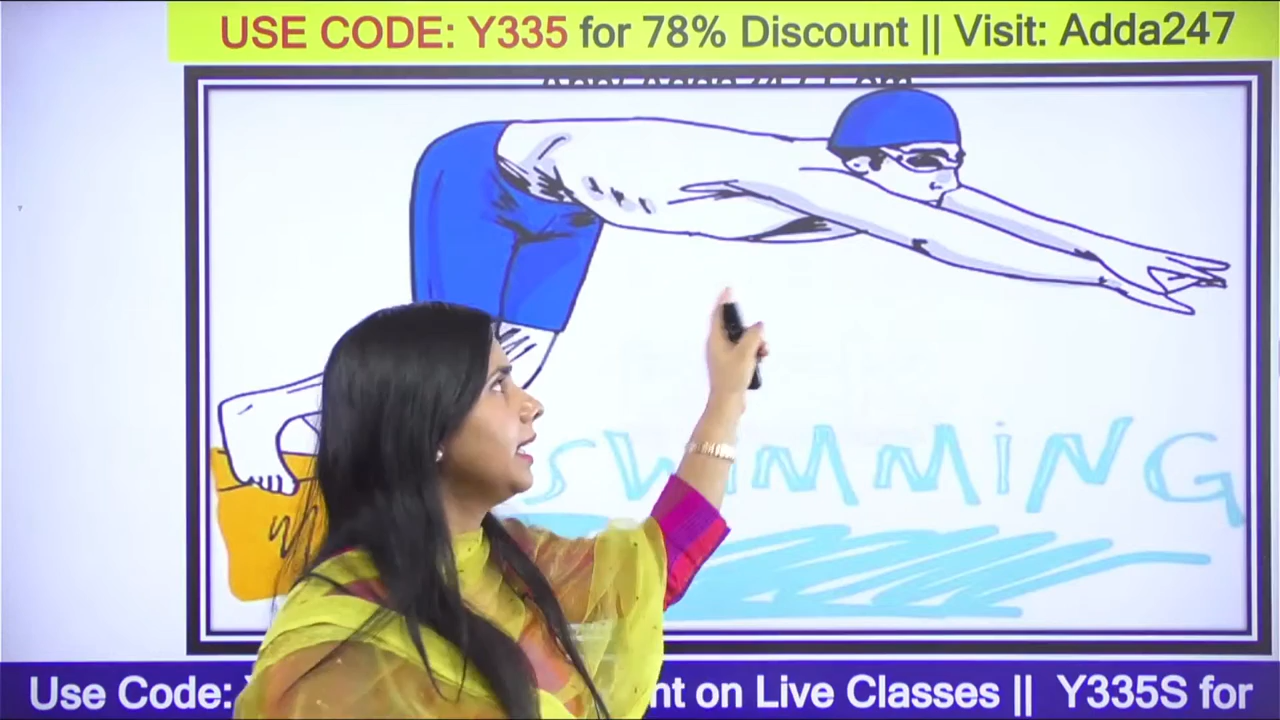 USE CODE: Y335 for 78% Discount || Visit: Adda247
SWIMMING
Use Code: nt on Live Classes || Y335S for